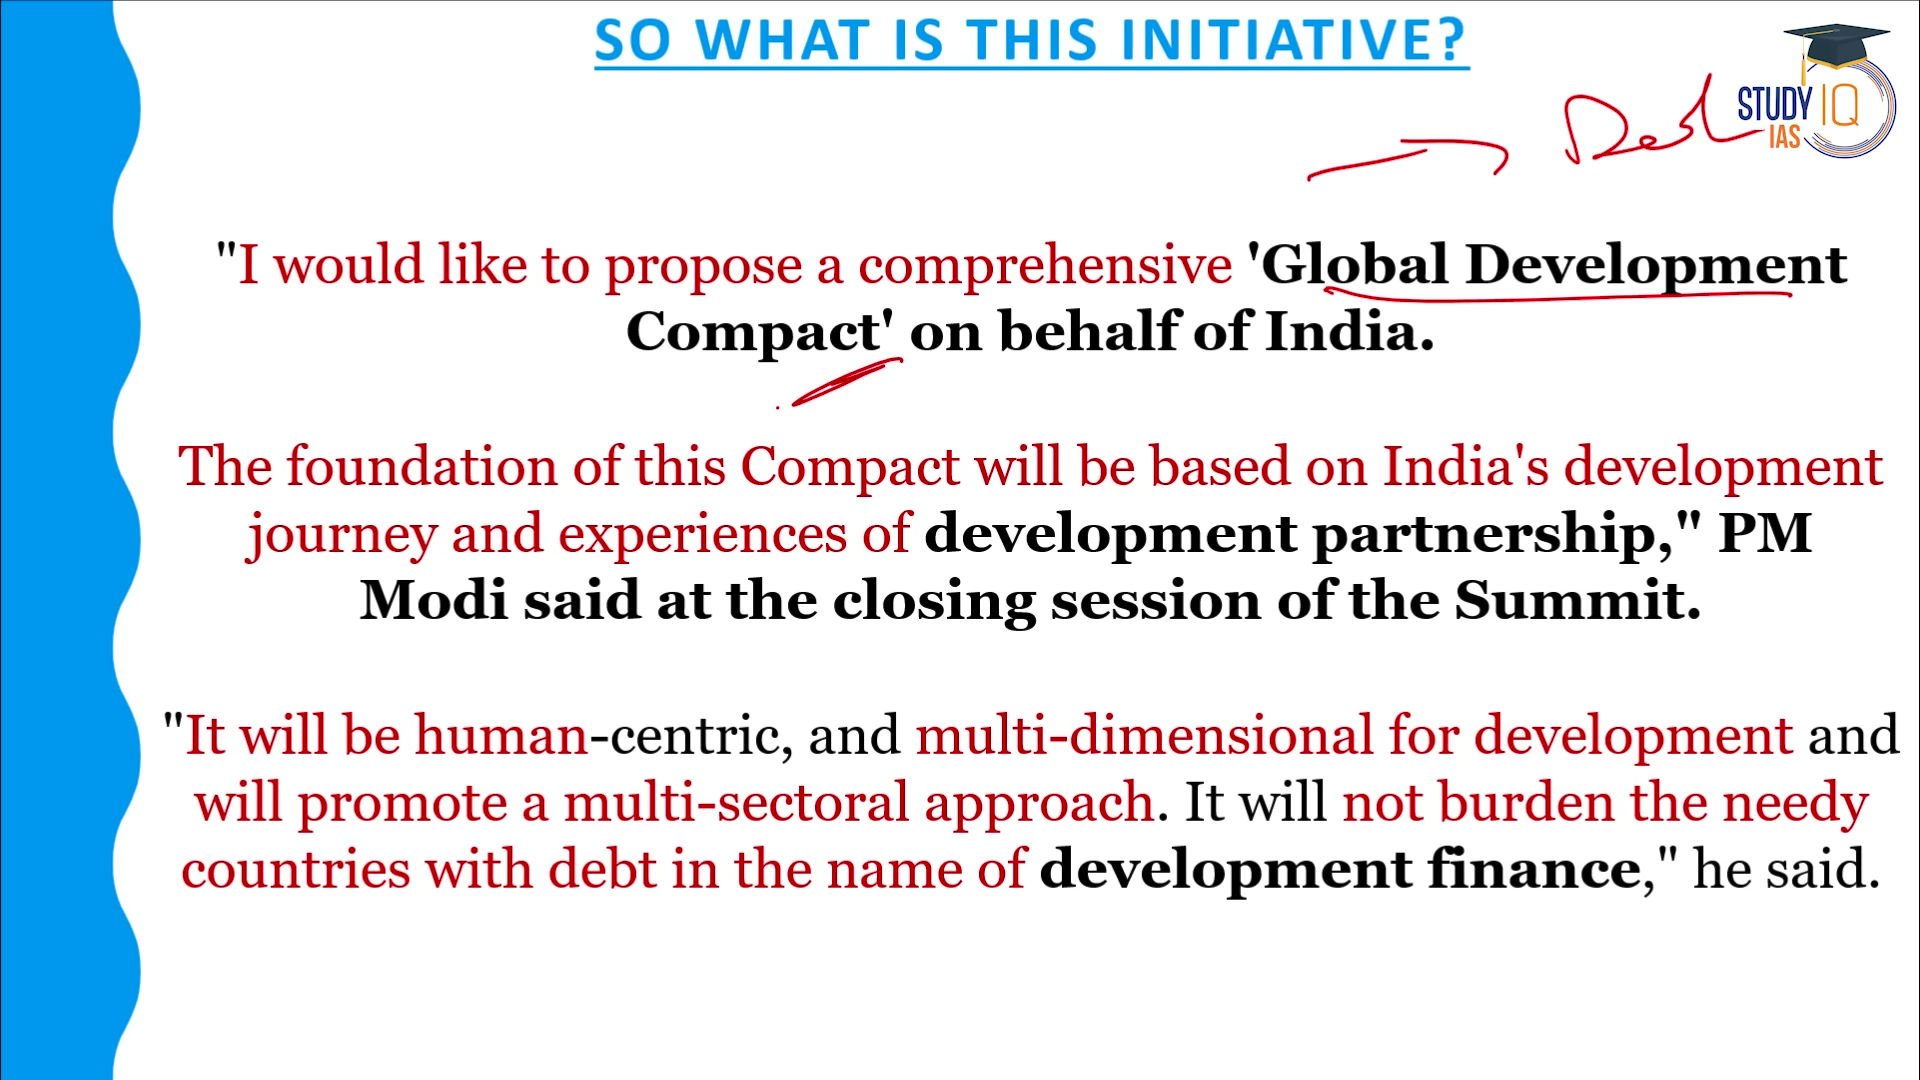 SO WHAT IS THIS INITIATIVE?
STUDY IQ
IAS
"I would like to propose a comprehensive 'Global Development
Compact' on behalf of India.
The foundation of this Compact will be based on India's development
journey and experiences of development partnership," PM
Modi said at the closing session of the Summit.
"It will be human-centric, and multi-dimensional for development and
will promote a multi-sectoral approach. It will not burden the needy
countries with debt in the name of development finance," he said.